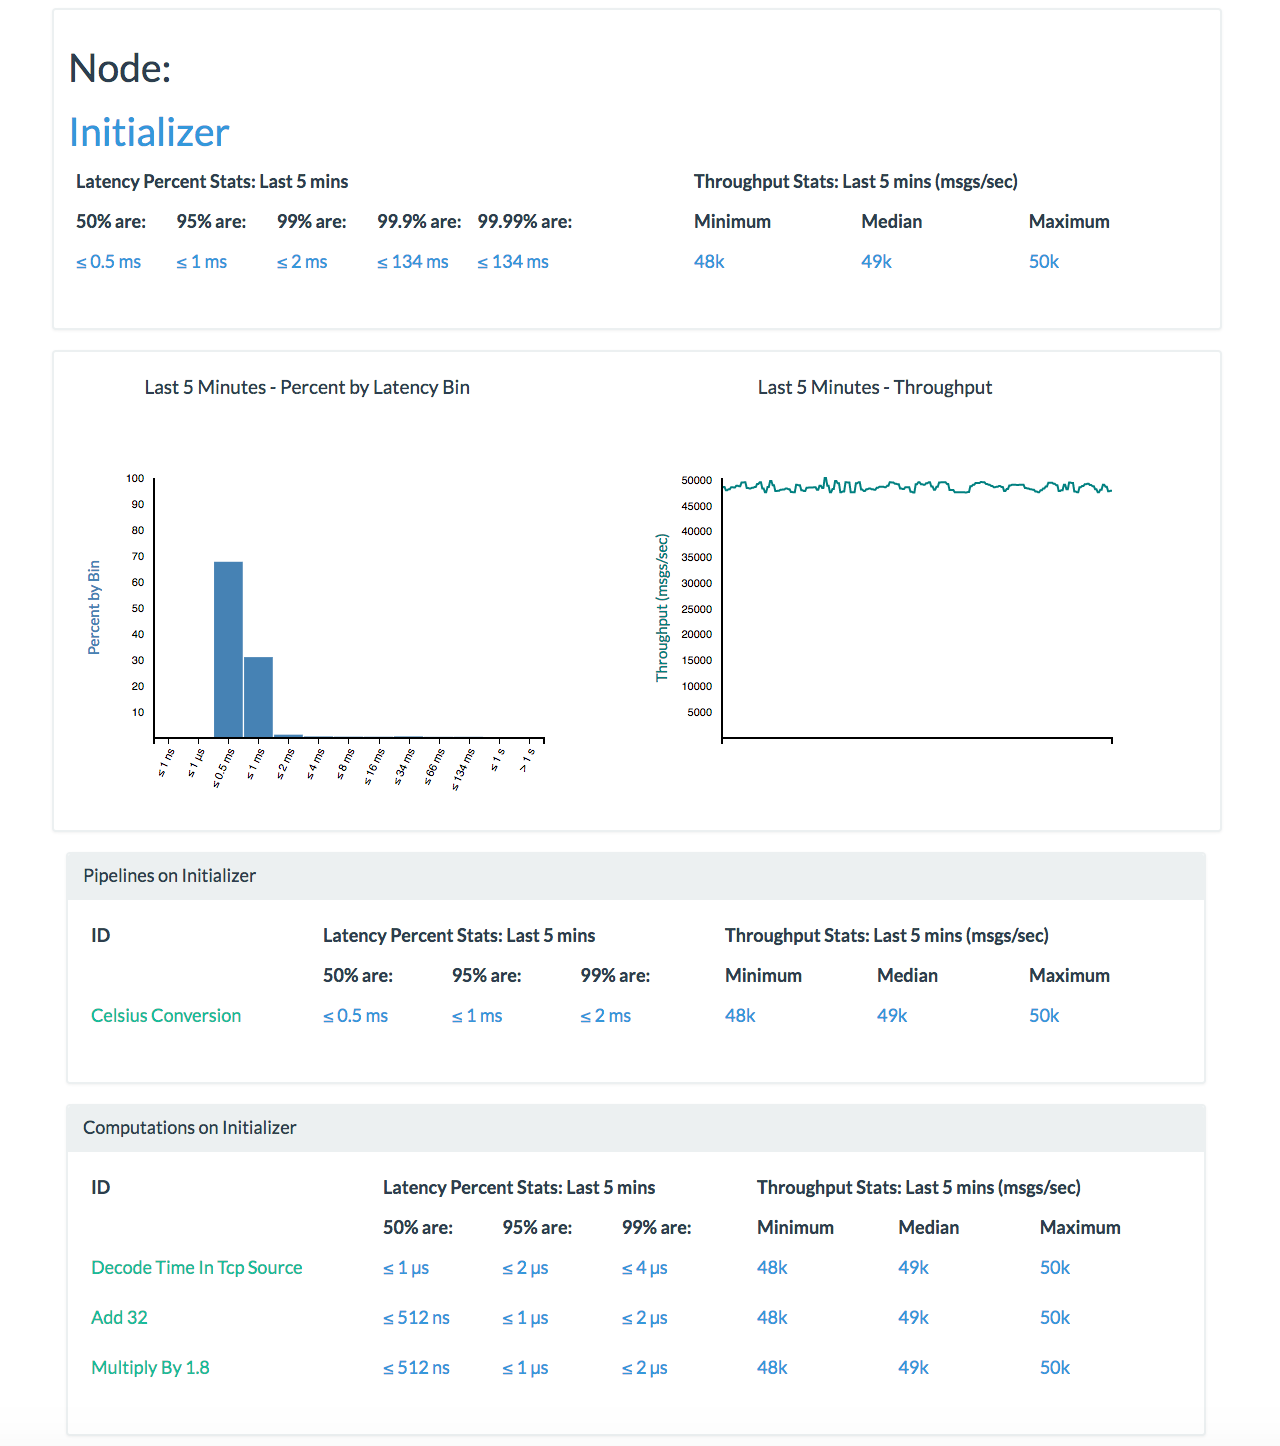 Node:
Initializer
Latency Percent Stats: Last 5 mins
50% are: 95% are: 99% are: 99.9% are: 99.99% are:
≤ 0.5 ms ≤ 1 ms ≤ 2 ms ≤ 134 ms ≤ 134 ms
Throughput Stats: Last 5 mins (msgs/sec)
Minimum Median Maximum
48k 49k 50k
Last 5 Minutes - Percent by Latency Bin
Percent by Bin
100
90
80
70
60
50
40
30
20
10
≤ 1 ns ≤ 1 µs ≤ 0.5 ms ≤ 1 ms ≤ 2 ms ≤ 4 ms ≤ 8 ms ≤ 16 ms ≤ 34 ms ≤ 66 ms ≤ 134 ms ≤ 1 s > 1 s
Last 5 Minutes - Throughput
Throughput (msgs/sec)
50000
45000
40000
35000
30000
25000
20000
15000
10000
5000
Pipelines on Initializer
ID Latency Percent Stats: Last 5 mins Throughput Stats: Last 5 mins (msgs/sec)
50% are: 95% are: 99% are: Minimum Median Maximum
Celsius Conversion ≤ 0.5 ms ≤ 1 ms ≤ 2 ms 48k 49k 50k
Computations on Initializer
ID Latency Percent Stats: Last 5 mins Throughput Stats: Last 5 mins (msgs/sec)
50% are: 95% are: 99% are: Minimum Median Maximum
Decode Time In Tcp Source ≤ 1 µs ≤ 2 µs ≤ 4 µs 48k 49k 50k
Add 32 ≤ 512 ns ≤ 1 µs ≤ 2 µs 48k 49k 50k
Multiply By 1.8 ≤ 512 ns ≤ 1 µs ≤ 2 µs 48k 49k 50k